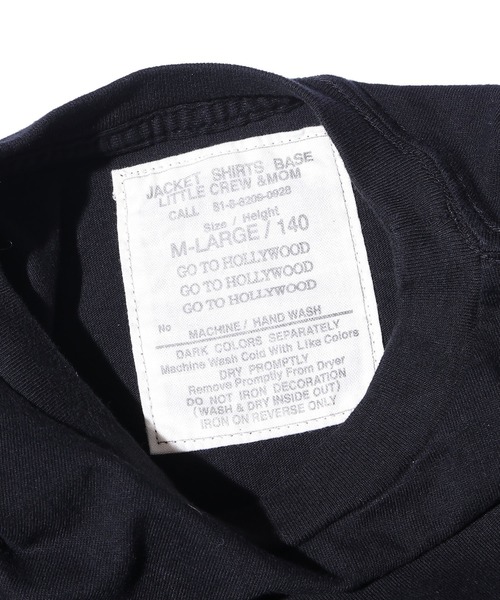 JACKET SHIRTS BASE
LITTLE CREW &MOM
CALL 81-8-8206-0928
Size / Height
M-LARGE / 140
GO TO HOLLYWOOD
GO TO HOLLYWOOD
GO TO HOLLYWOOD
No
MACHINE / HAND WASH
DARK COLORS SEPARATELY
Machine Wash Cold With Like Colors
DRY PROMPTLY
Remove Promptly From Dryer
DO NOT IRON DECORATION
(WASH & DRY INSIDE OUT)
IRON ON REVERSE ONLY